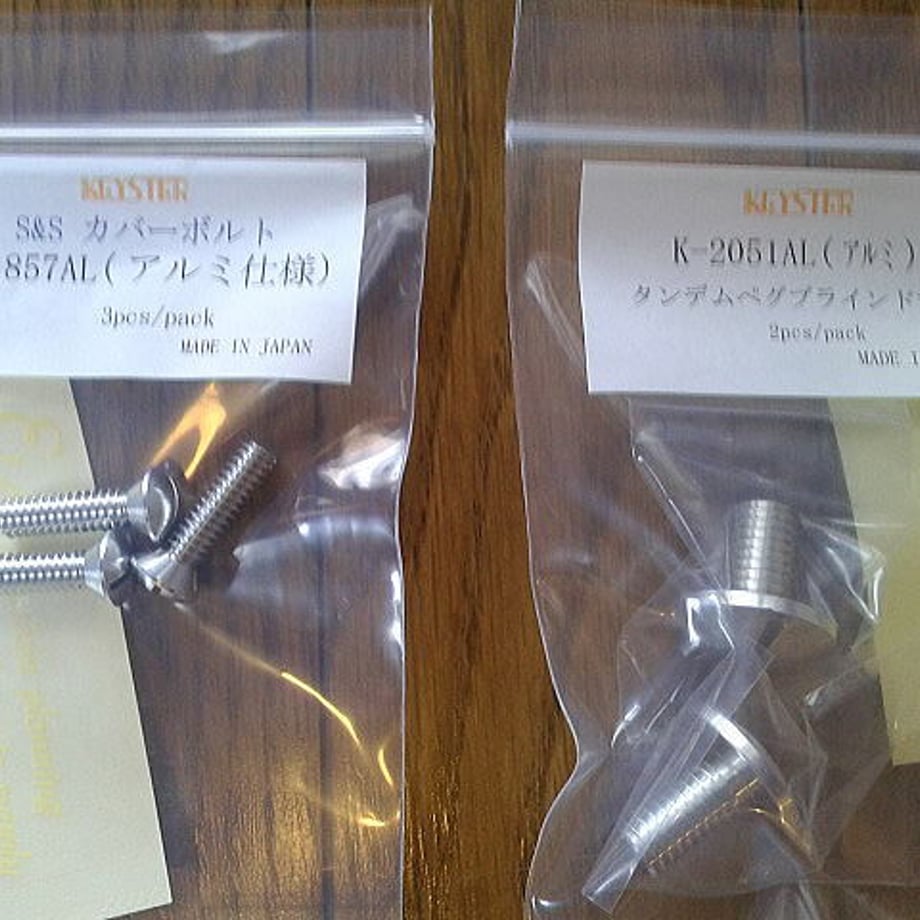 KEYSTER
S&S カバーボルト
857AL(アルミ仕様)
3pcs/pack
MADE IN JAPAN
KEYSTER
K-2051AL(アルミ)
タンデムペグブラインド
2pcs/pack
MADE I